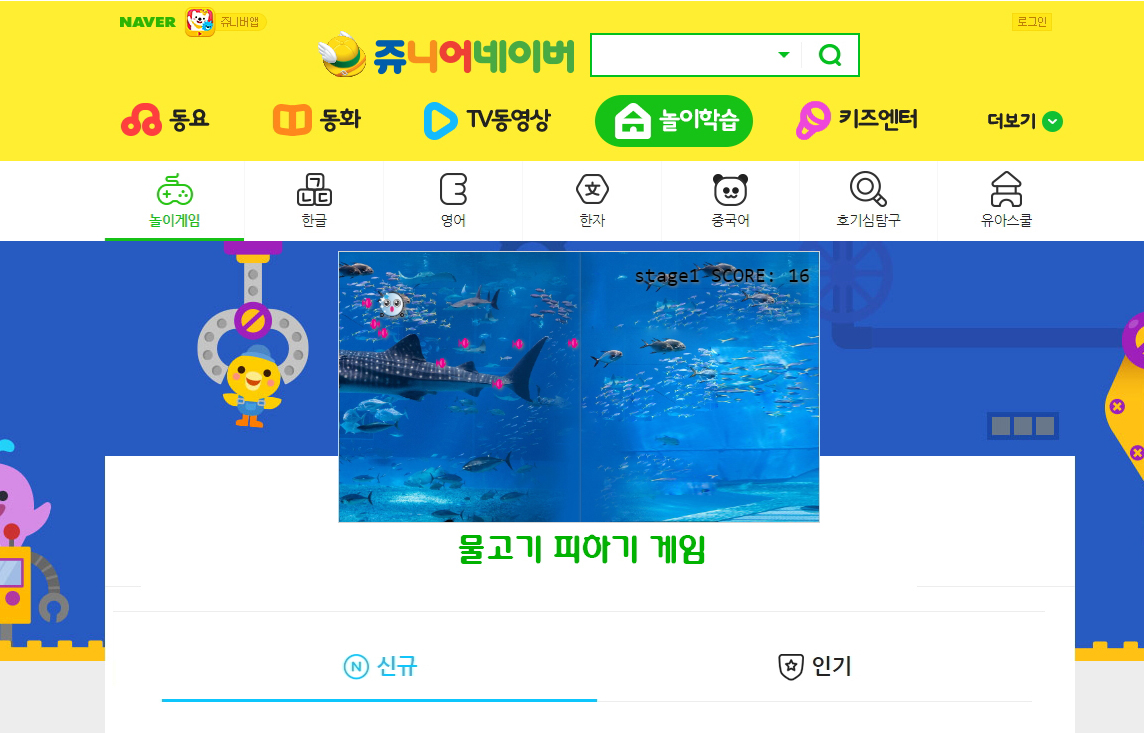 NAVER 쥬니버앱 로그인
쥬니어네이버
동요 동화 TV동영상 놀이학습 키즈엔터 더보기
놀이게임 한글 영어 한자 중국어 호기심탐구 유아스쿨
stage1 SCORE: 16
물고기 피하기 게임
N 신규 인기